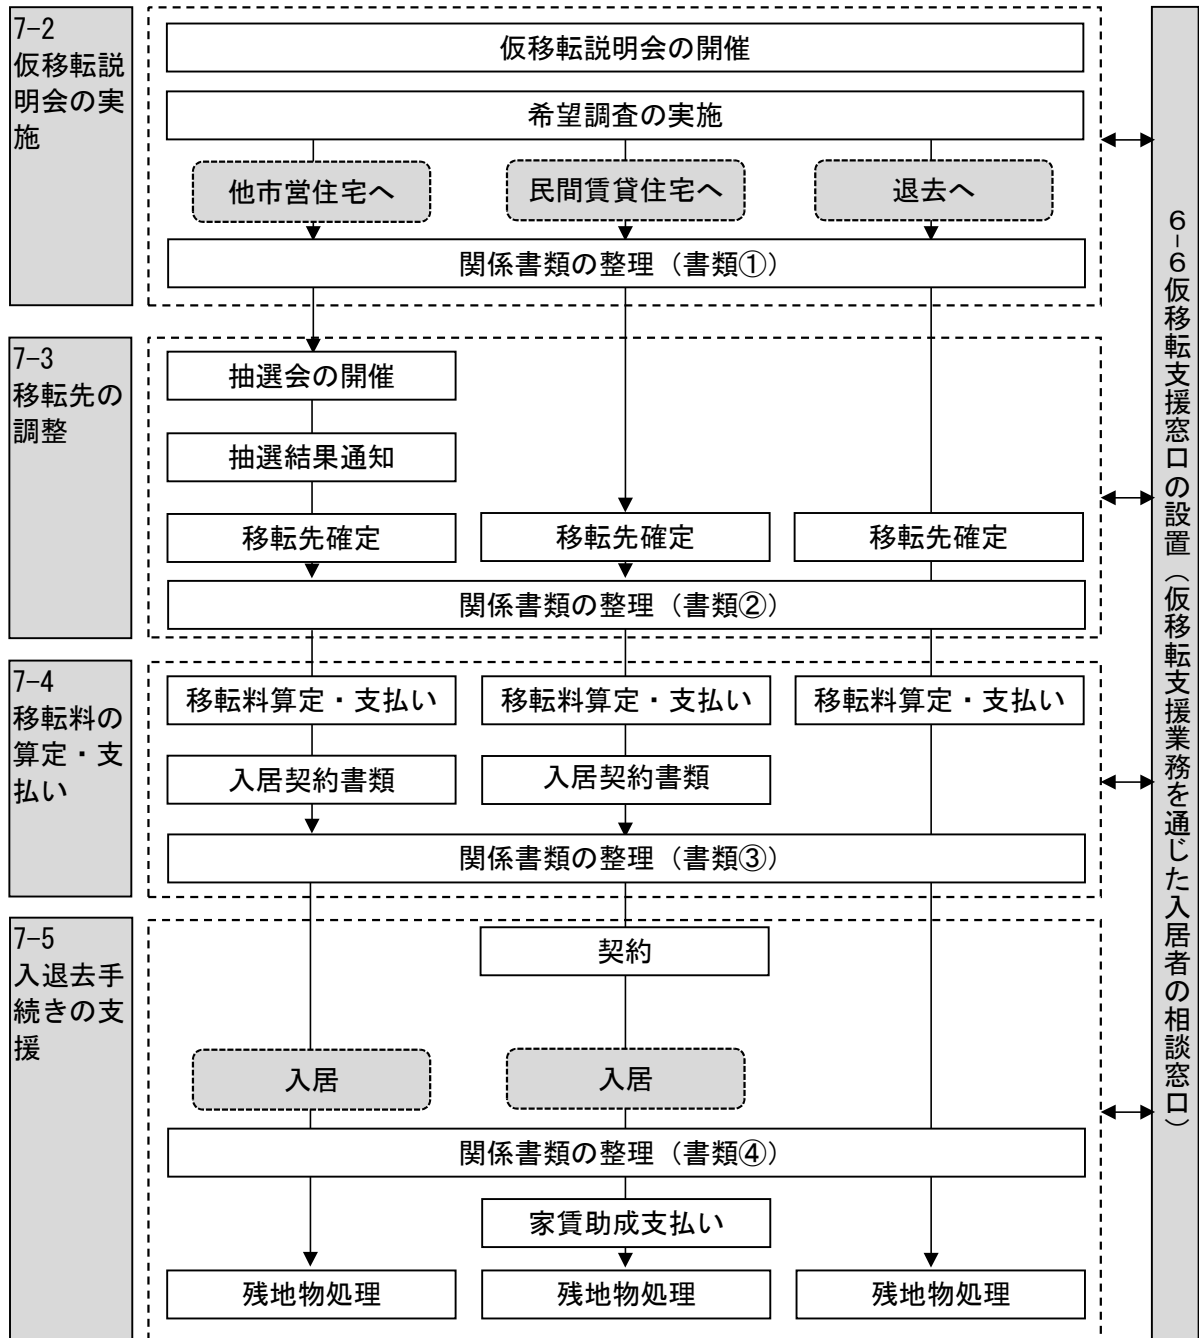 7-2
仮移転説
明会の実
施
仮移転説明会の開催
希望調査の実施
他市営住宅へ
民間賃貸住宅へ
退去へ
関係書類の整理（書類①）
7-3
移転先の
調整
抽選会の開催
抽選結果通知
移転先確定
移転先確定
移転先確定
関係書類の整理（書類②）
7-4
移転料の
算定・支
払い
移転料算定・支払い
移転料算定・支払い
移転料算定・支払い
入居契約書類
入居契約書類
関係書類の整理（書類③）
7-5
入退去手
続きの支
援
契約
入居
入居
関係書類の整理（書類④）
家賃助成支払い
残地物処理
残地物処理
残地物処理
６-６仮移転支援窓口の設置（仮移転支援業務を通じた入居者の相談窓口）